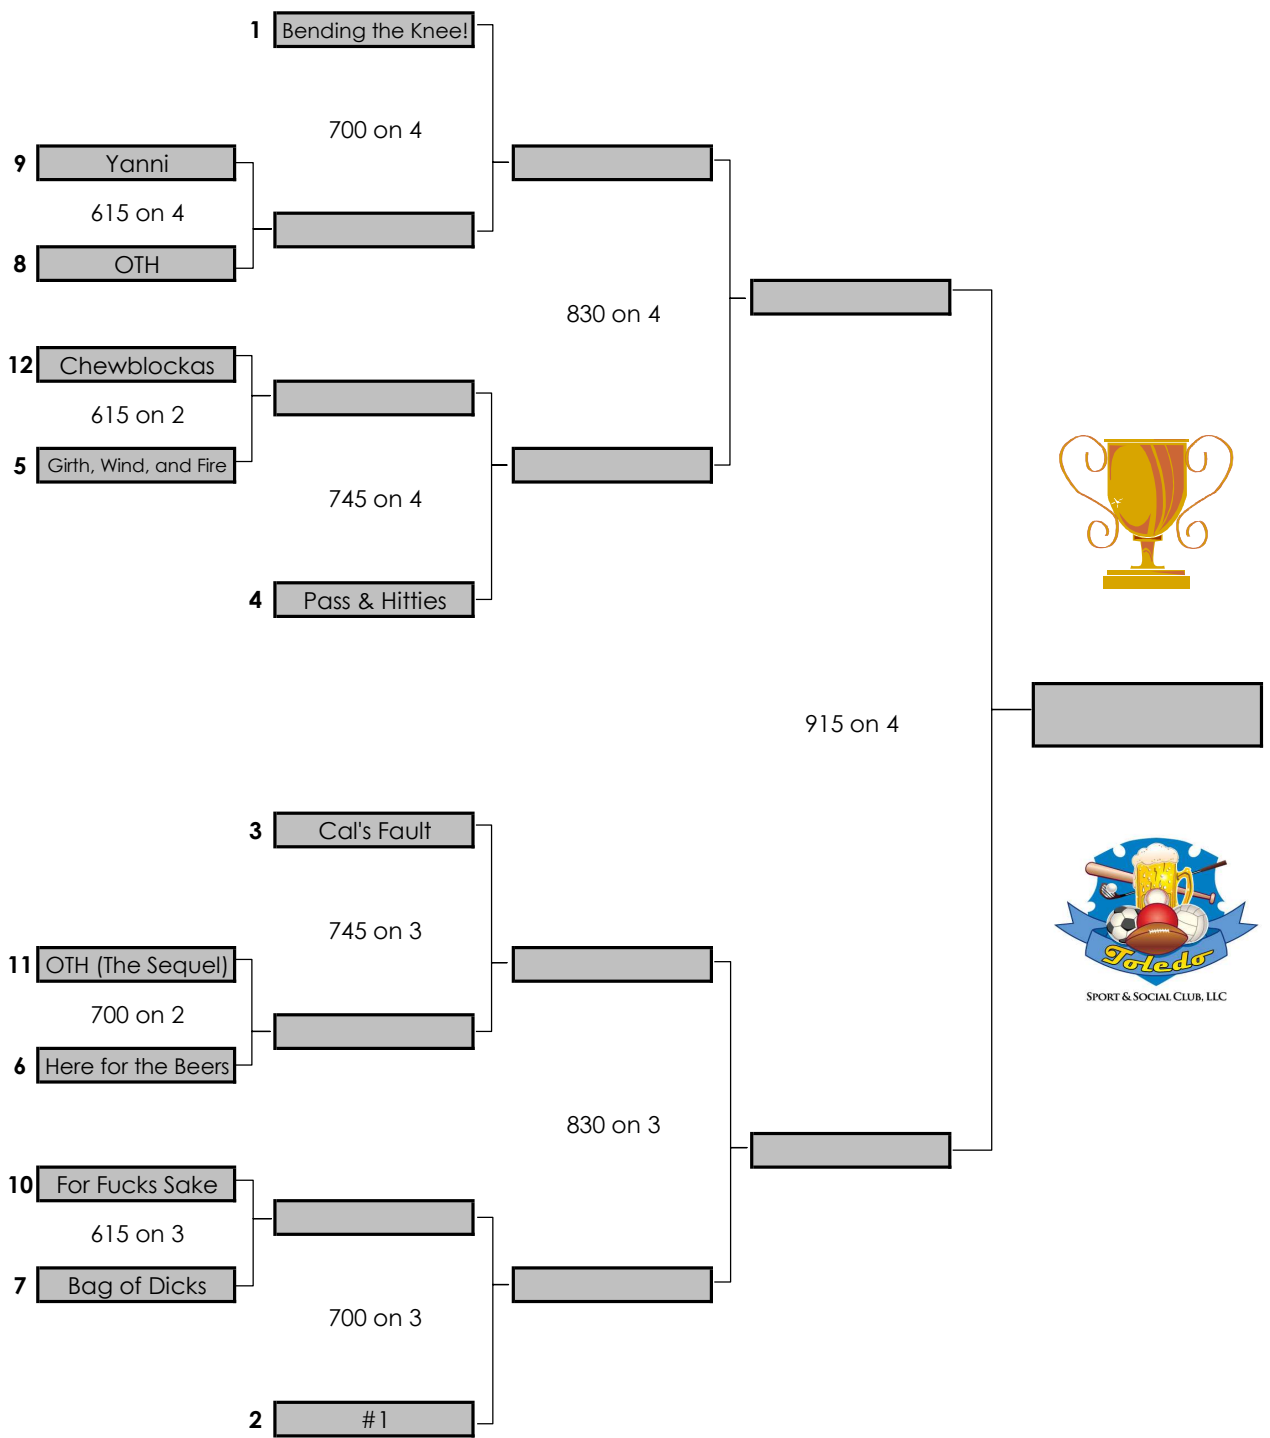 1 Bending the Knee!
700 on 4
9 Yanni
615 on 4
8 OTH
830 on 4
12 Chewblockas
615 on 2
5 Girth, Wind, and Fire
745 on 4
4 Pass & Hitties
915 on 4
3 Cal's Fault
745 on 3
11 OTH (The Sequel)
700 on 2
6 Here for the Beers
830 on 3
10 For Fucks Sake
615 on 3
7 Bag of Dicks
700 on 3
2 #1
Toledo
SPORT & SOCIAL CLUB, LLC